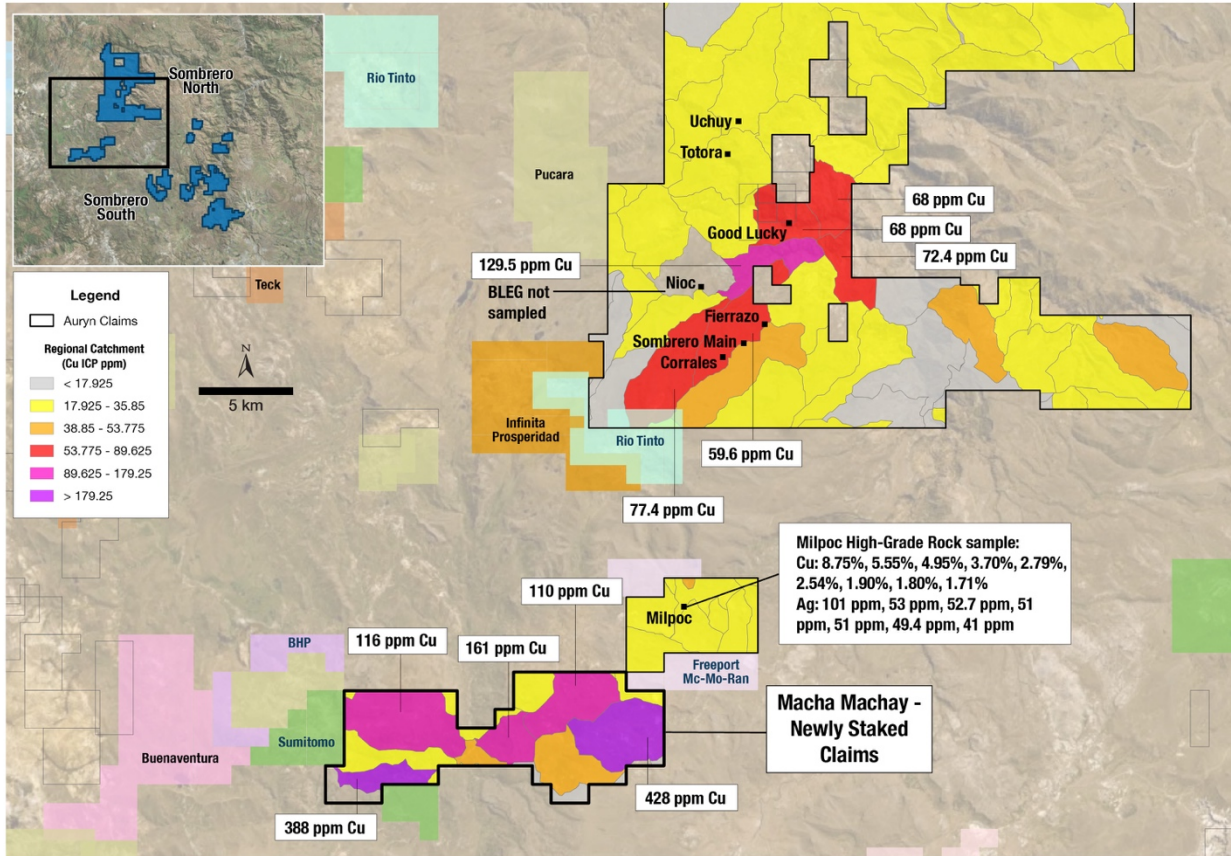 Sombrero
North
Sombrero
South
Rio Tinto
Pucara
Teck
Uchuy
Totora
Good Lucky
68 ppm Cu
68 ppm Cu
72.4 ppm Cu
129.5 ppm Cu
Nioc
BLEG not
sampled
Fierrazo
Sombrero Main
Corrales
Legend
Auryn Claims
Regional Catchment
(Cu ICP ppm)
< 17.925
17.925 - 35.85
38.85 - 53.775
53.775 - 89.625
89.625 - 179.25
> 179.25
N
5 km
Infinita
Prosperidad
Rio Tinto
59.6 ppm Cu
77.4 ppm Cu
Milpoc High-Grade Rock sample:
Cu: 8.75%, 5.55%, 4.95%, 3.70%, 2.79%,
2.54%, 1.90%, 1.80%, 1.71%
Ag: 101 ppm, 53 ppm, 52.7 ppm, 51
ppm, 51 ppm, 49.4 ppm, 41 ppm
110 ppm Cu
Milpoc
116 ppm Cu
161 ppm Cu
BHP
Freeport
Mc-Mo-Ran
Macha Machay -
Newly Staked
Claims
Buenaventura
Sumitomo
428 ppm Cu
388 ppm Cu